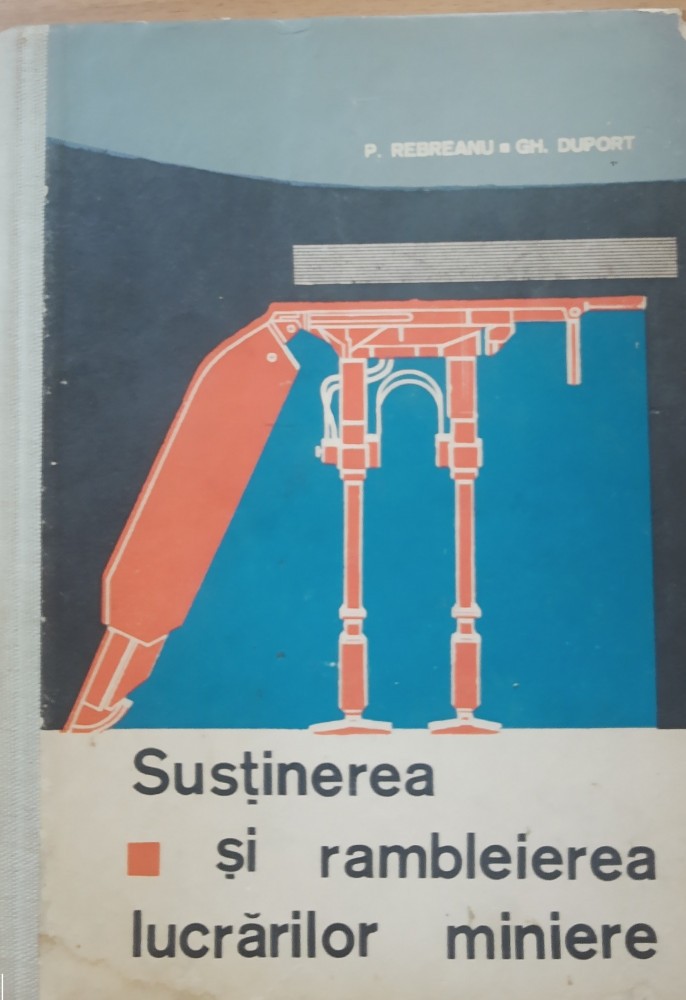 P. REBREANU ▪ GH. DUPORT
Susținerea
și rambleierea
lucrărilor miniere